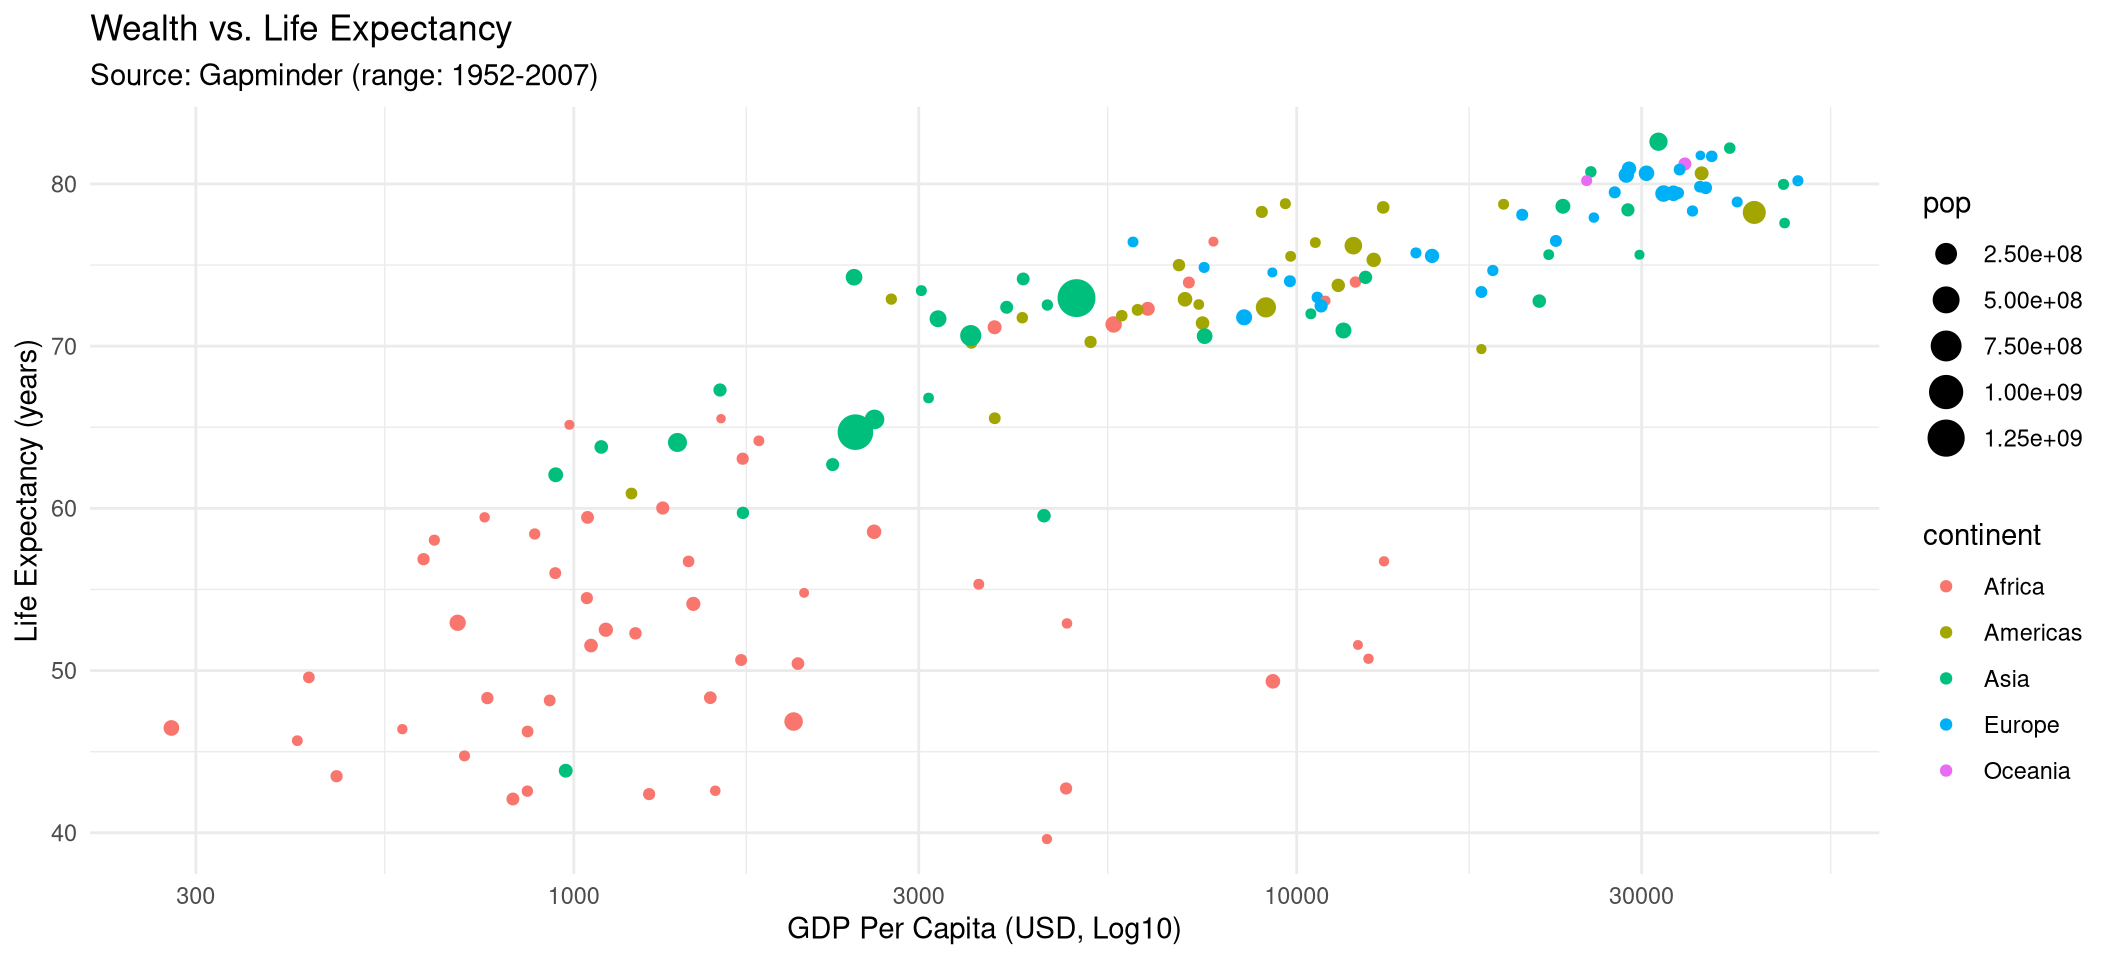 Wealth vs. Life Expectancy
Source: Gapminder (range: 1952-2007)
Life Expectancy (years)
80
70
60
50
40
300
1000
3000
10000
30000
GDP Per Capita (USD, Log10)
pop
2.50e+08
5.00e+08
7.50e+08
1.00e+09
1.25e+09
continent
Africa
Americas
Asia
Europe
Oceania